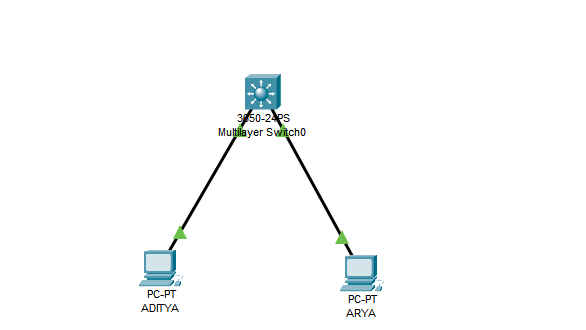 3650-24PS
Multilayer Switch0
PC-PT
ADITYA
PC-PT
ARYA